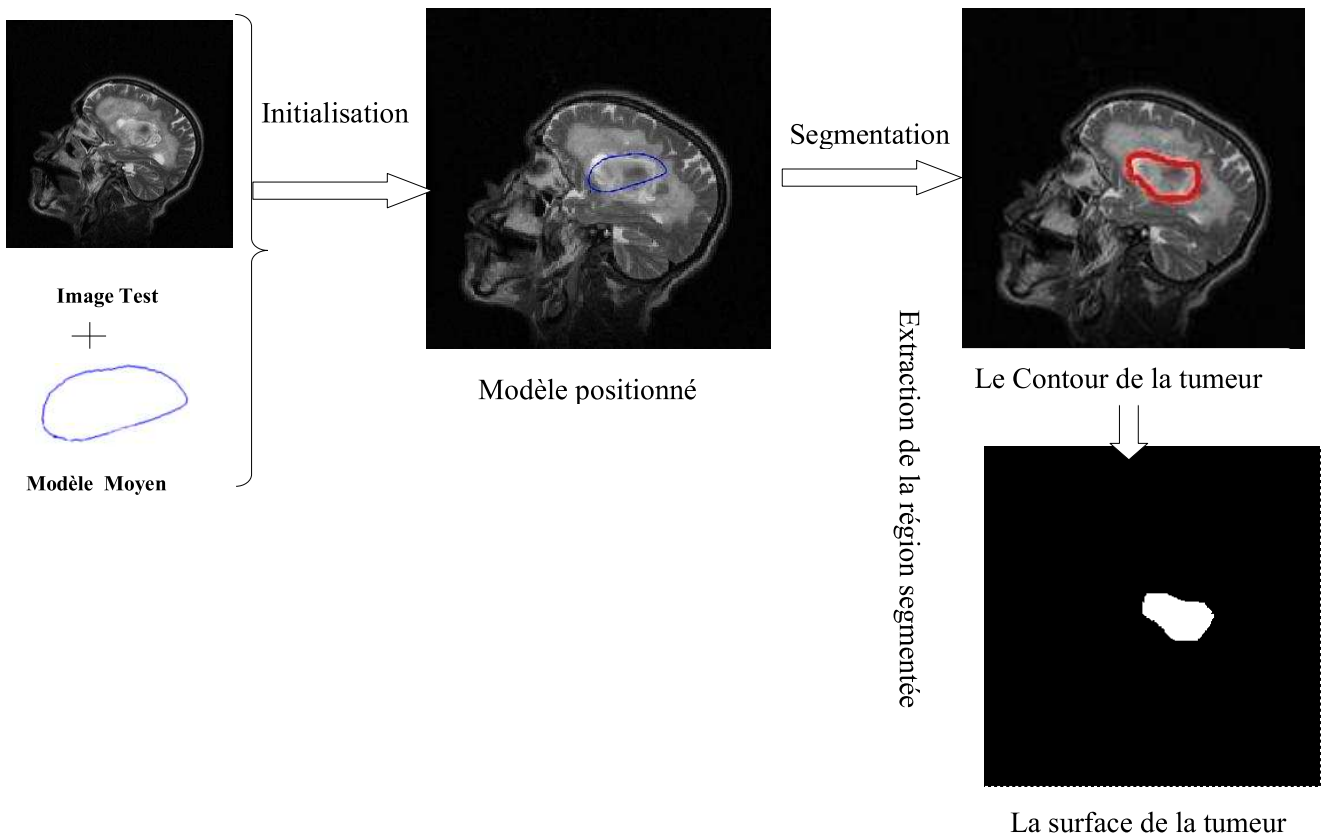 Initialisation
Segmentation
Image Test
Modèle Moyen
Modèle positionné
Le Contour de la tumeur
Extraction de la région segmentée
La surface de la tumeur